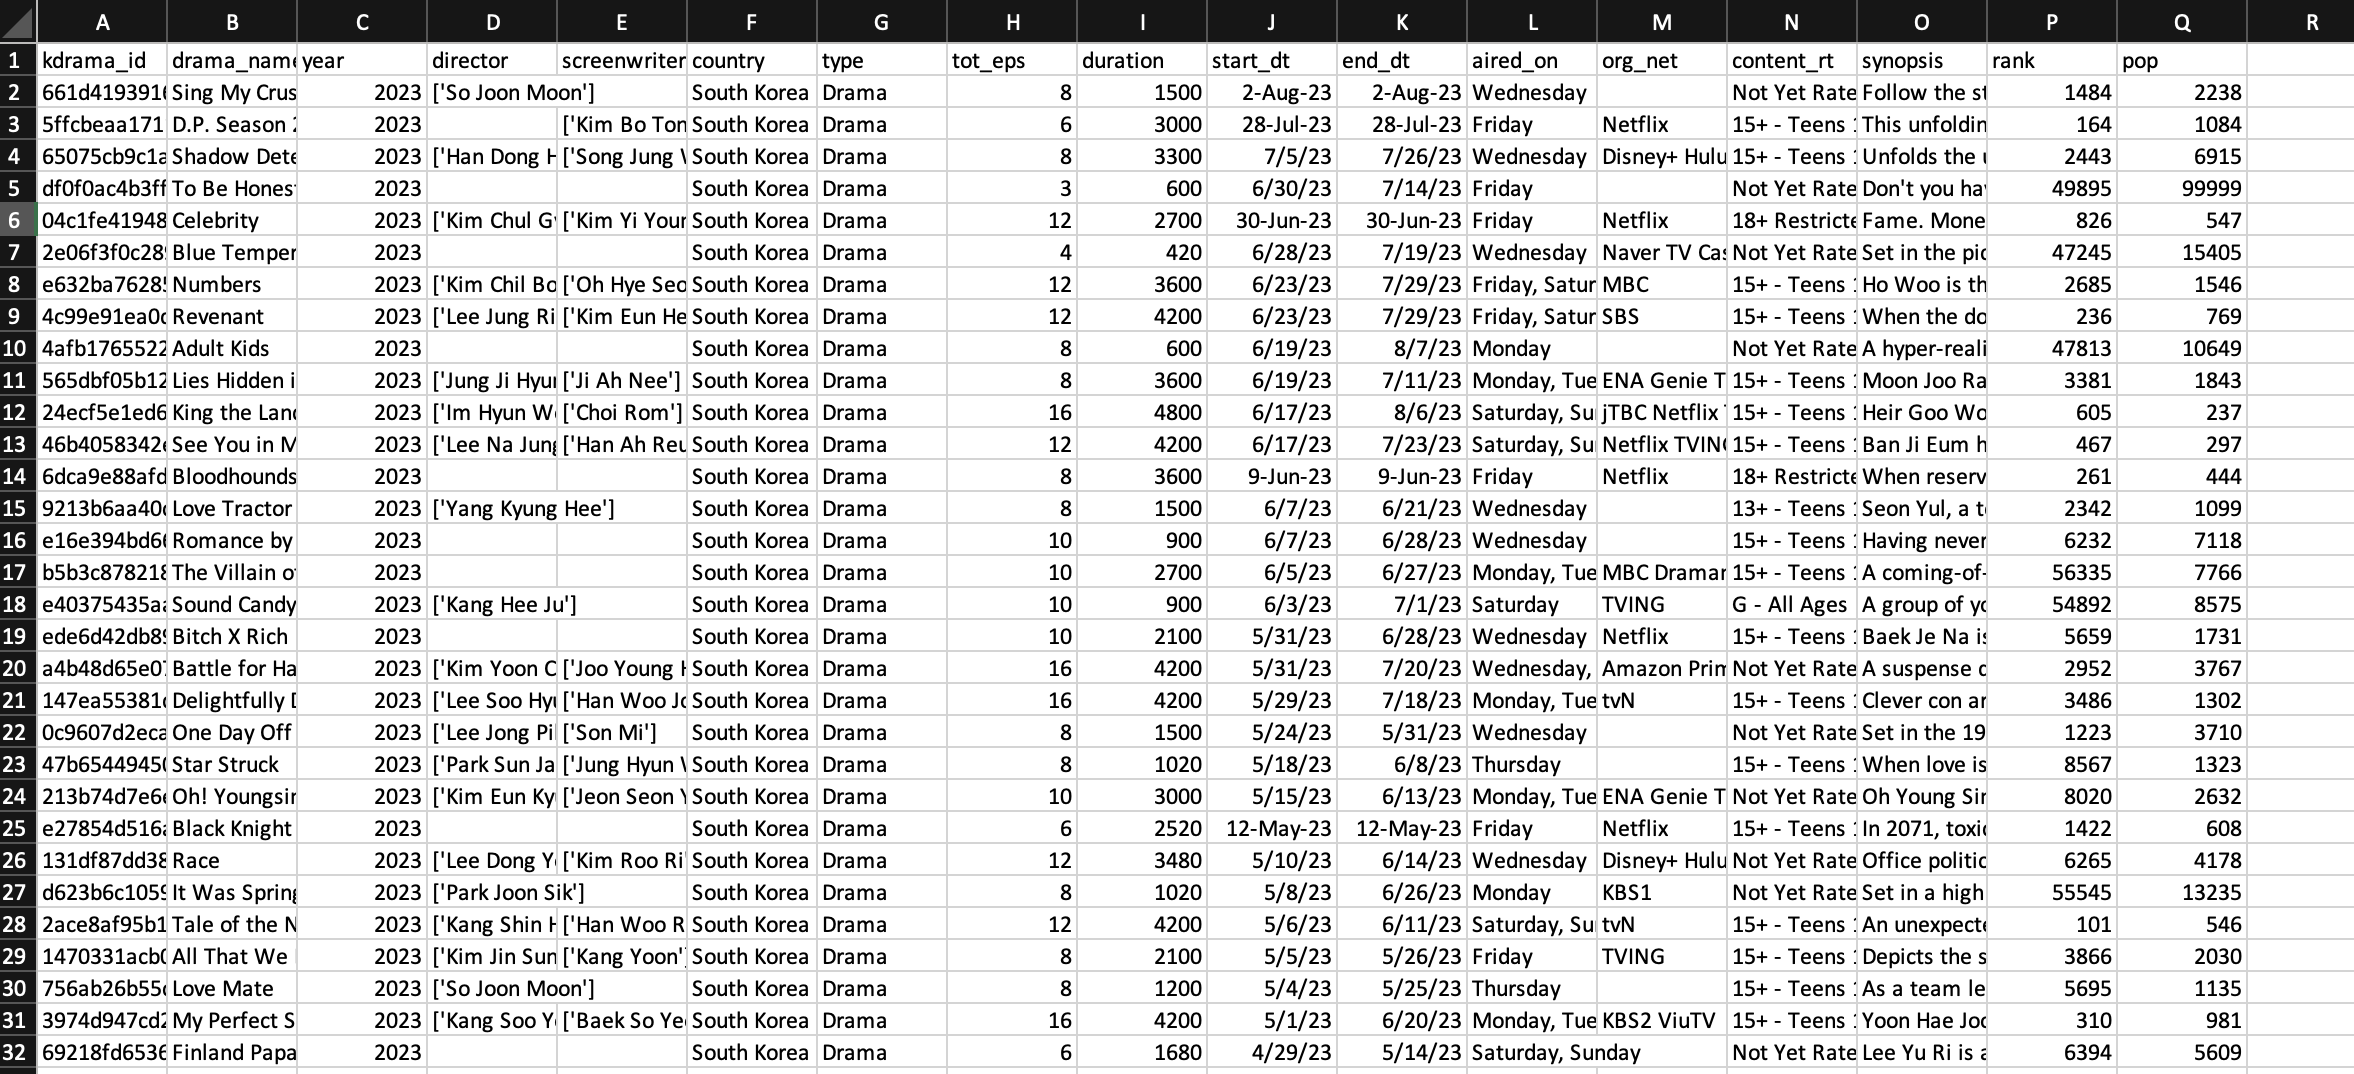 A B C D E F G H I J K L M N O P Q R
1 kdrama_id drama_name year director screenwriter country type tot_eps duration start_dt end_dt aired_on org_net content_rt synopsis rank pop
2 661d4193916 Sing My Crus 2023 ['So Joon Moon'] South Korea Drama 8 1500 2-Aug-23 2-Aug-23 Wednesday Not Yet Rate Follow the st 1484 2238
3 5ffcbeaa171 D.P. Season 2023 ['Kim Bo Ton South Korea Drama 6 3000 28-Jul-23 28-Jul-23 Friday Netflix 15+ - Teens This unfoldin 164 1084
4 65075cb9c1a Shadow Dete 2023 ['Han Dong H ['Song Jung South Korea Drama 8 3300 7/5/23 7/26/23 Wednesday Disney+ Hulu 15+ - Teens Unfolds the 2443 6915
5 df0f0ac4b3ff To Be Hones 2023 South Korea Drama 3 600 6/30/23 7/14/23 Friday Not Yet Rate Don't you hav 49895 99999
6 04c1fe41948 Celebrity 2023 ['Kim Chul G ['Kim Yi Your South Korea Drama 12 2700 30-Jun-23 30-Jun-23 Friday Netflix 18+ Restricte Fame. Mone 826 547
7 2e06f3f0c28 Blue Temper 2023 South Korea Drama 4 420 6/28/23 7/19/23 Wednesday Naver TV Cas Not Yet Rate Set in the pic 47245 15405
8 e632ba7628 Numbers 2023 ['Kim Chil Bo ['Oh Hye Seo South Korea Drama 12 3600 6/23/23 7/29/23 Friday, Satur MBC 15+ - Teens Ho Woo is th 2685 1546
9 4c99e91ea0 Revenant 2023 ['Lee Jung Ri ['Kim Eun He South Korea Drama 12 4200 6/23/23 7/29/23 Friday, Satur SBS 15+ - Teens When the do 236 769
10 4afb1765522 Adult Kids 2023 South Korea Drama 8 600 6/19/23 8/7/23 Monday Not Yet Rate A hyper-reali 47813 10649
11 565dbf05b12 Lies Hidden i 2023 ['Jung Ji Hyu ['Ji Ah Nee'] South Korea Drama 8 3600 6/19/23 7/11/23 Monday, Tue ENA Genie T 15+ - Teens Moon Joo Ra 3381 1843
12 24ecf5e1ed6 King the Land 2023 ['Im Hyun W ['Choi Rom'] South Korea Drama 16 4800 6/17/23 8/6/23 Saturday, Su jTBC Netflix 15+ - Teens Heir Goo Wo 605 237
13 46b4058342 See You in M 2023 ['Lee Na Jung ['Han Ah Reu South Korea Drama 12 4200 6/17/23 7/23/23 Saturday, Su Netflix TVING 15+ - Teens Ban Ji Eum h 467 297
14 6dca9e88afd Bloodhounds 2023 South Korea Drama 8 3600 9-Jun-23 9-Jun-23 Friday Netflix 18+ Restricte When reserv 261 444
15 9213b6aa40 Love Tractor 2023 ['Yang Kyung Hee'] South Korea Drama 8 1500 6/7/23 6/21/23 Wednesday 13+ - Teens Seon Yul, a t 2342 1099
16 e16e394bd6 Romance by 2023 South Korea Drama 10 900 6/7/23 6/28/23 Wednesday 15+ - Teens Having never 6232 7118
17 b5b3c878218 The Villain o 2023 South Korea Drama 10 2700 6/5/23 6/27/23 Monday, Tue MBC Dramar 15+ - Teens A coming-of- 56335 7766
18 e40375435a Sound Candy 2023 ['Kang Hee Ju'] South Korea Drama 10 900 6/3/23 7/1/23 Saturday TVING G - All Ages A group of yo 54892 8575
19 ede6d42db8 Bitch X Rich 2023 South Korea Drama 10 2100 5/31/23 6/28/23 Wednesday Netflix 15+ - Teens Baek Je Na is 5659 1731
20 a4b48d65e0 Battle for Ha 2023 ['Kim Yoon C ['Joo Young South Korea Drama 16 4200 5/31/23 7/20/23 Wednesday, Amazon Prim Not Yet Rate A suspense 2952 3767
21 147ea55381 Delightfully D 2023 ['Lee Soo Hyu ['Han Woo Jo South Korea Drama 16 4200 5/29/23 7/18/23 Monday, Tue tvN 15+ - Teens Clever con ar 3486 1302
22 0c9607d2eca One Day Off 2023 ['Lee Jong Pi ['Son Mi'] South Korea Drama 8 1500 5/24/23 5/31/23 Wednesday Not Yet Rate Set in the 19 1223 3710
23 47b6544945 Star Struck 2023 ['Park Sun Ja ['Jung Hyun South Korea Drama 8 1020 5/18/23 6/8/23 Thursday 15+ - Teens When love is 8567 1323
24 213b74d7e6 Oh! Youngsir 2023 ['Kim Eun Ky ['Jeon Seon South Korea Drama 10 3000 5/15/23 6/13/23 Monday, Tue ENA Genie T Not Yet Rate Oh Young Sir 8020 2632
25 e27854d516 Black Knight 2023 South Korea Drama 6 2520 12-May-23 12-May-23 Friday Netflix 15+ - Teens In 2071, toxi 1422 608
26 131df87dd38 Race 2023 ['Lee Dong Y ['Kim Roo Ri' South Korea Drama 12 3480 5/10/23 6/14/23 Wednesday Disney+ Hulu Not Yet Rate Office politic 6265 4178
27 d623b6c1059 It Was Spring 2023 ['Park Joon Sik'] South Korea Drama 8 1020 5/8/23 6/26/23 Monday KBS1 Not Yet Rate Set in a high 55545 13235
28 2ace8af95b1 Tale of the N 2023 ['Kang Shin H ['Han Woo R South Korea Drama 12 4200 5/6/23 6/11/23 Saturday, Su tvN 15+ - Teens An unexpecte 101 546
29 1470331acb0 All That We 2023 ['Kim Jin Sun ['Kang Yoon' South Korea Drama 8 2100 5/5/23 5/26/23 Friday TVING 15+ - Teens Depicts the s 3866 2030
30 756ab26b55 Love Mate 2023 ['So Joon Moon'] South Korea Drama 8 1200 5/4/23 5/25/23 Thursday 15+ - Teens As a team le 5695 1135
31 3974d947cd2 My Perfect S 2023 ['Kang Soo Y ['Baek So Ye South Korea Drama 16 4200 5/1/23 6/20/23 Monday, Tue KBS2 ViuTV 15+ - Teens Yoon Hae Joo 310 981
32 69218fd6536 Finland Papa 2023 South Korea Drama 6 1680 4/29/23 5/14/23 Saturday, Sunday Not Yet Rate Lee Yu Ri is a 6394 5609